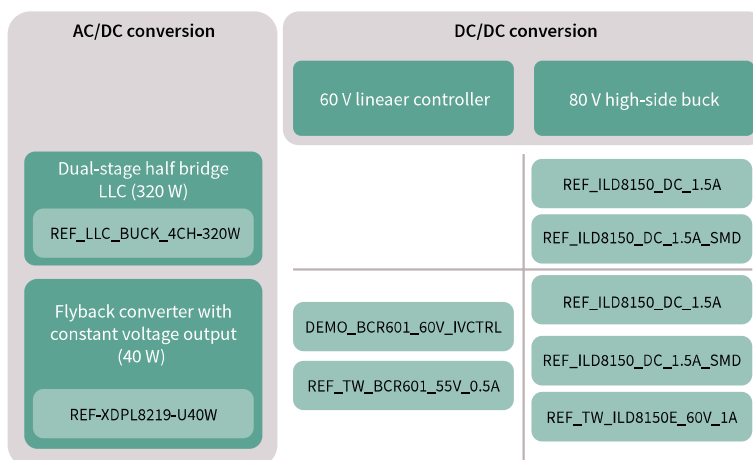 AC/DC conversion
DC/DC conversion
60 V lineaer controller
80 V high-side buck
Dual-stage half bridge
LLC (320 W)
REF_LLC_BUCK_4CH-320W
REF_ILD8150_DC_1.5A
REF_ILD8150_DC_1.5A_SMD
Flyback converter with
constant voltage output
(40 W)
REF-XDPL8219-U40W
DEMO_BCR601_60V_IVCTRL
REF_TW_BCR601_55V_0.5A
REF_ILD8150_DC_1.5A
REF_ILD8150_DC_1.5A_SMD
REF_TW_ILD8150E_60V_1A